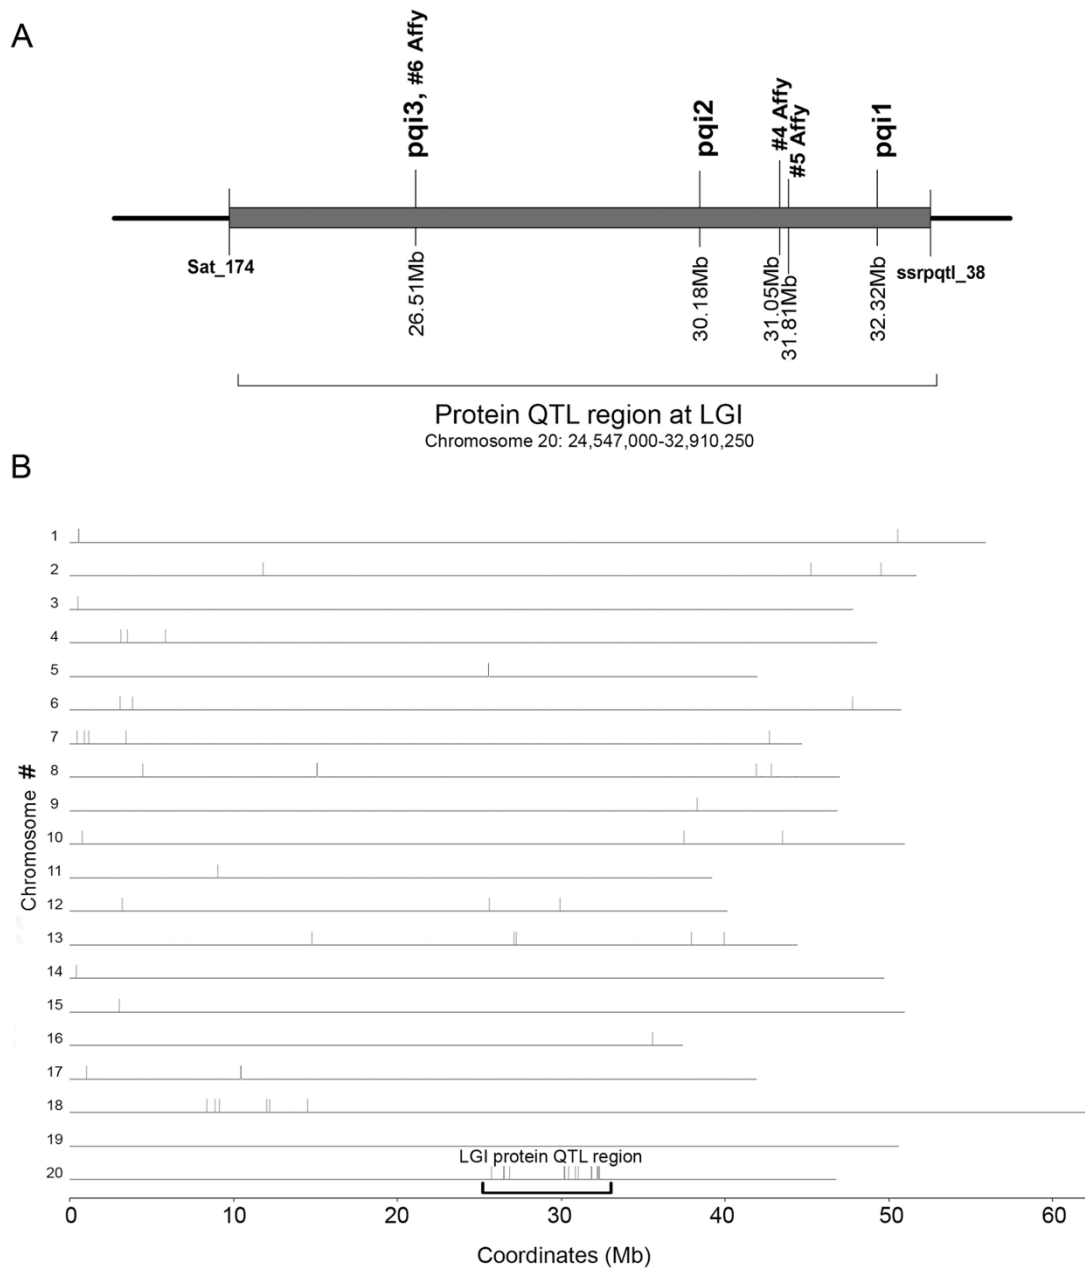 A
pqi3, #6 Affy
pqi2
#4 Affy
#5 Affy
pqi1
Sat_174
ssrpqtl_38
26.51Mb
30.18Mb
31.05Mb
31.81Mb
32.32Mb
Protein QTL region at LGI
Chromosome 20: 24,547,000-32,910,250
B
Chromosome #
1
2
3
4
5
6
7
8
9
10
11
12
13
14
15
16
17
18
19
LGI protein QTL region
20
0 10 20 30 40 50 60
Coordinates (Mb)